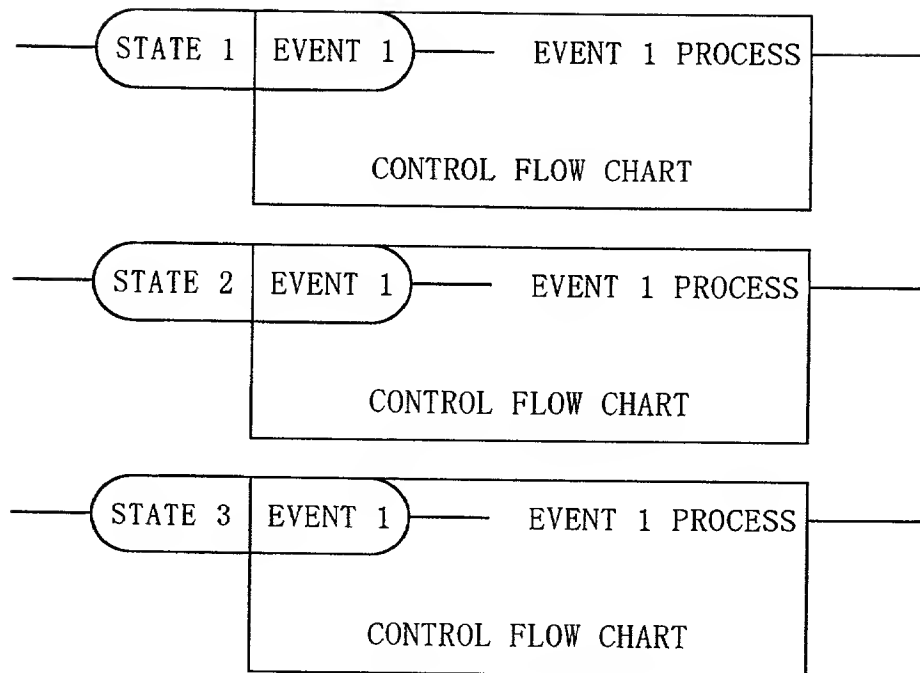 STATE 1 EVENT 1 EVENT 1 PROCESS
CONTROL FLOW CHART
STATE 2 EVENT 1 EVENT 1 PROCESS
CONTROL FLOW CHART
STATE 3 EVENT 1 EVENT 1 PROCESS
CONTROL FLOW CHART